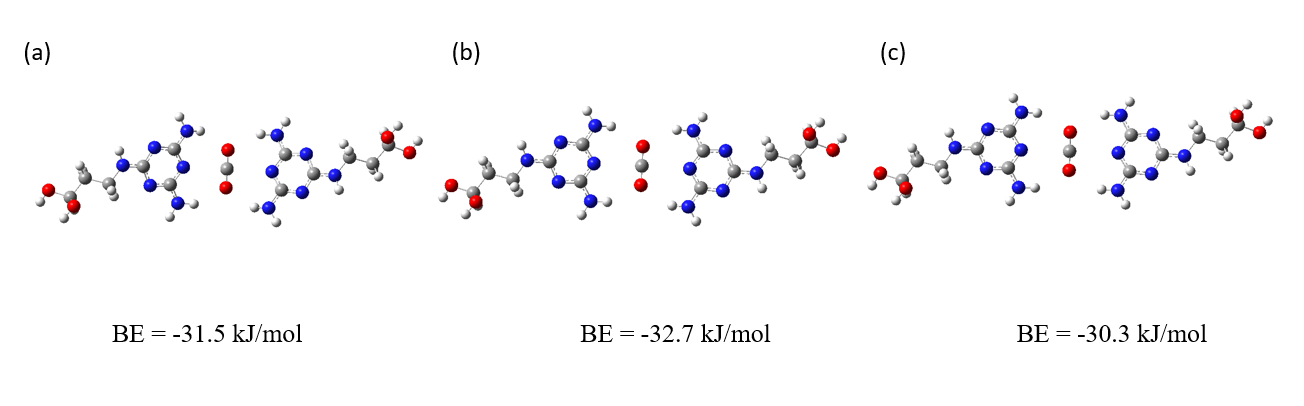 (a)
(b)
(c)
BE = -31.5 kJ/mol
BE = -32.7 kJ/mol
BE = -30.3 kJ/mol